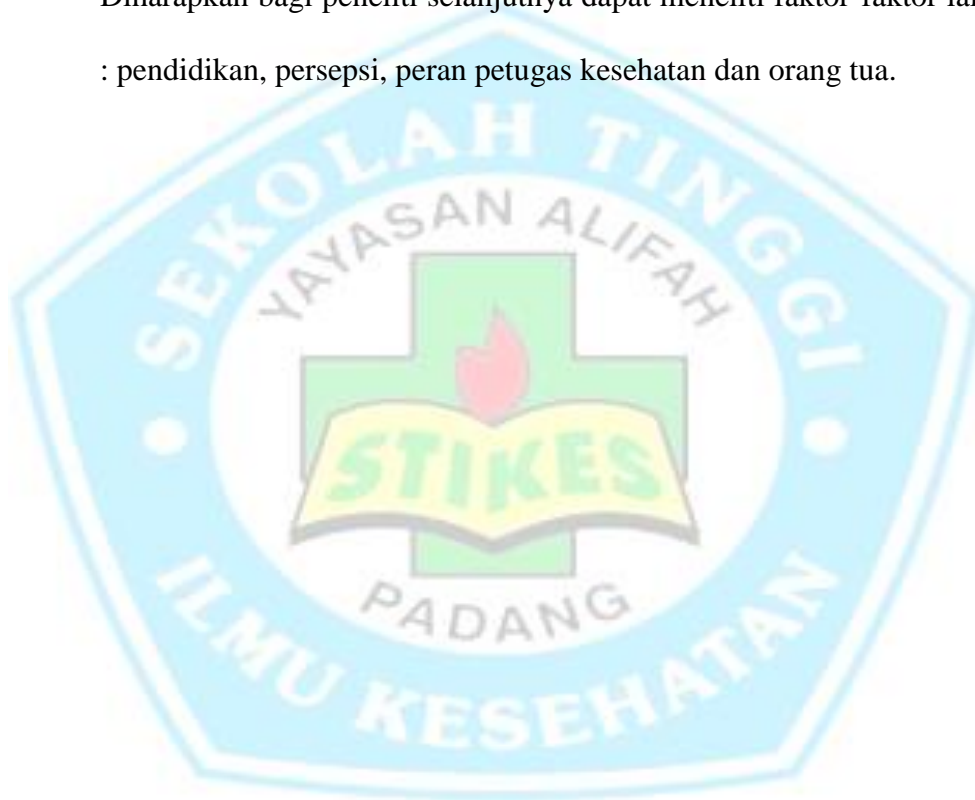 : pendidikan, persepsi, peran petugas kesehatan dan orang tua.
SEKOLAH TINGGI
YAYASAN ALIFAH
STIKES
PADANG
ILMU KESEHATAN